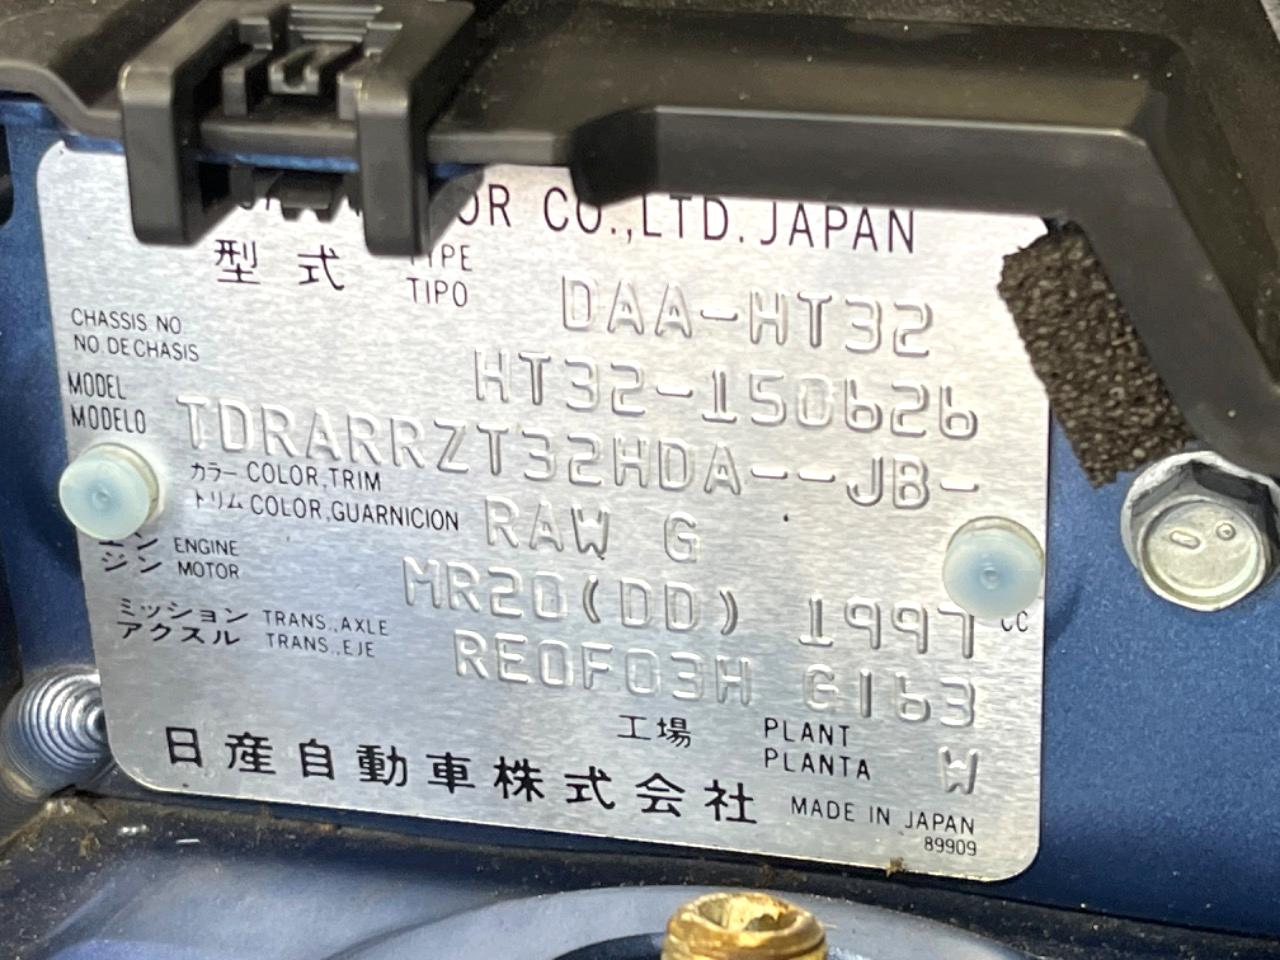 OR CO.,LTD. JAPAN
型式 TYPE TIPO DAA-HT32
CHASSIS NO.
NO. DE CHASIS HT32-150626
MODEL
MODELO TDRARRZT32HDA--JB-
カラー COLOR,TRIM
トリム COLOR,GUARNICION RAW G
エン ENGINE
ジン MOTOR MR20(DD) 1997 CC
ミッション TRANS.,AXLE
アクスル TRANS.,EJE RE0F03H G163
工場 PLANT PLANTA W
日産自動車株式会社 MADE IN JAPAN
89909